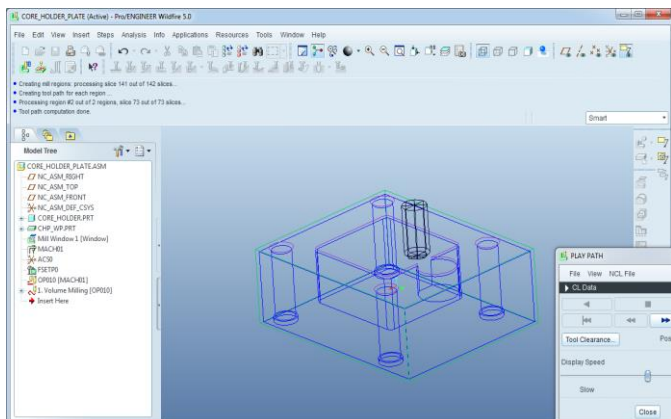 CORE_HOLDER_PLATE (Active) - Pro/ENGINEER Wildfire 5.0
File Edit View Insert Steps Analysis Info Applications Resources Tools Window Help
• Creating mill regions: processing slice 141 out of 142 slices...
• Creating tool path for each region ...
• Processing region #2 out of 2 regions, slice 73 out of 73 slices...
• Tool path computation done.
Smart
Model Tree
CORE_HOLDER_PLATE.ASM
NC_ASM_RIGHT
NC_ASM_TOP
NC_ASM_FRONT
NC_ASM_DEF_CSYS
CORE_HOLDER.PRT
CHP_WP.PRT
Mill Window 1 [Window]
MACH01
ACS0
FSETP0
OP010 [MACH01]
1. Volume Milling [OP010]
Insert Here
PLAY PATH
File View NCL File
CL Data
Tool Clearance... Pos
Display Speed
Slow
Close